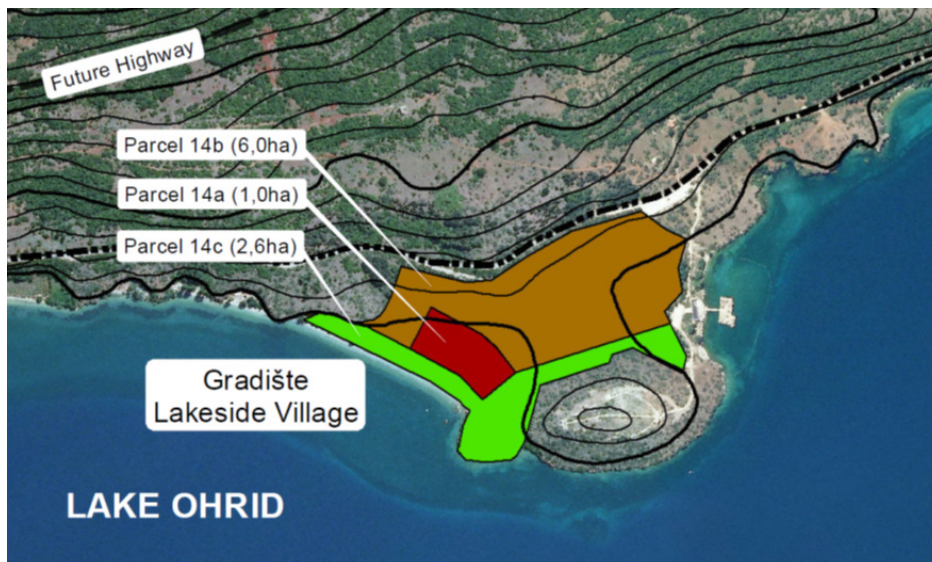 Future Highway
Parcel 14b (6,0ha)
Parcel 14a (1,0ha)
Parcel 14c (2,6ha)
Gradište
Lakeside Village
LAKE OHRID